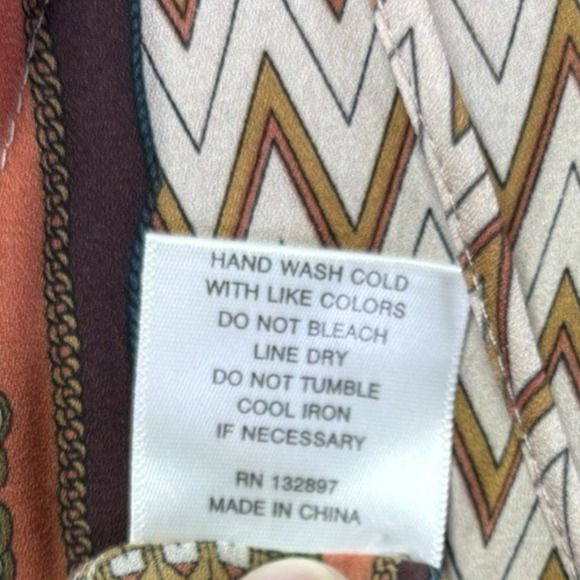 HAND WASH COLD
WITH LIKE COLORS
DO NOT BLEACH
LINE DRY
DO NOT TUMBLE
COOL IRON
IF NECESSARY
RN 132897
MADE IN CHINA